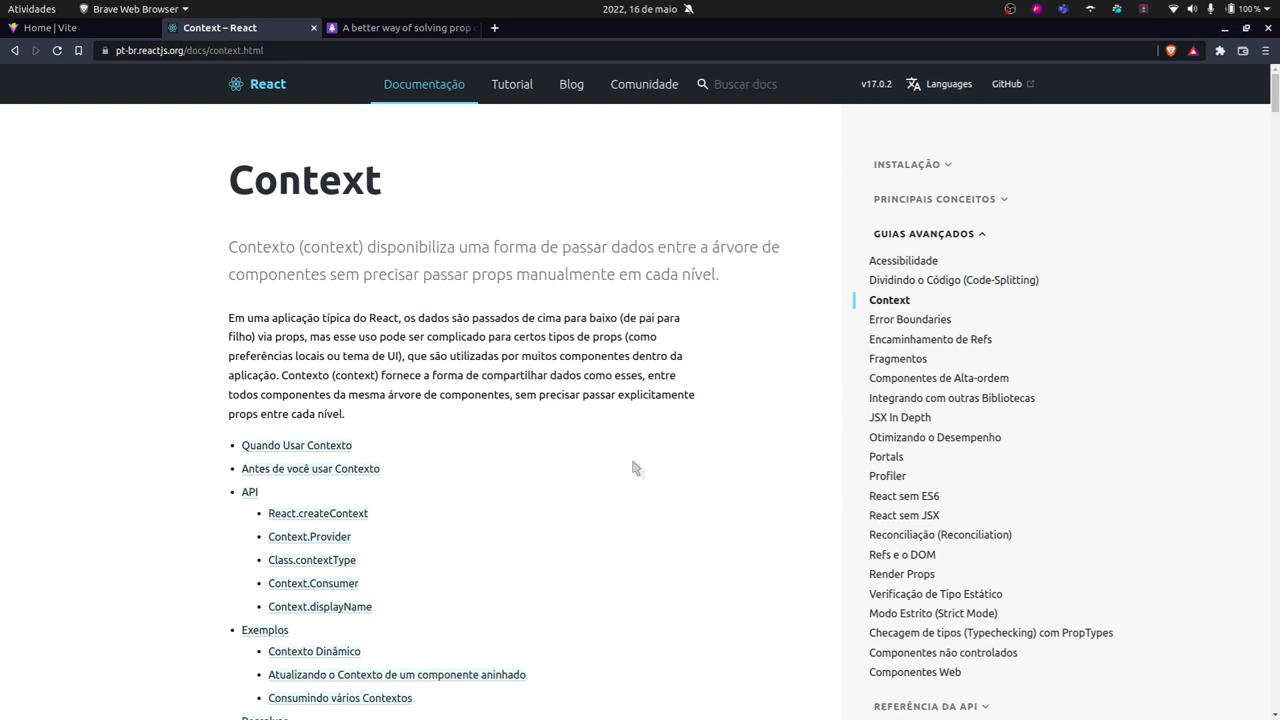 Atividades
Brave Web Browser
2022, 16 de maio
100 %
Home | Vite
Context – React
A better way of solving prop
pt-br.reactjs.org/docs/context.html
React
Documentação
Tutorial
Blog
Comunidade
Buscar docs
v17.0.2
Languages
GitHub
Context
Contexto (context) disponibiliza uma forma de passar dados entre a árvore de
componentes sem precisar passar props manualmente em cada nível.
Em uma aplicação típica do React, os dados são passados de cima para baixo (de pai para
filho) via props, mas esse uso pode ser complicado para certos tipos de props (como
preferências locais ou tema de UI), que são utilizadas por muitos componentes dentro da
aplicação. Contexto (context) fornece a forma de compartilhar dados como esses, entre
todos componentes da mesma árvore de componentes, sem precisar passar explicitamente
props entre cada nível.
Quando Usar Contexto
Antes de você usar Contexto
API
React.createContext
Context.Provider
Class.contextType
Context.Consumer
Context.displayName
Exemplos
Contexto Dinâmico
Atualizando o Contexto de um componente aninhado
Consumindo vários Contextos
INSTALAÇÃO
PRINCIPAIS CONCEITOS
GUIAS AVANÇADOS
Acessibilidade
Dividindo o Código (Code-Splitting)
Context
Error Boundaries
Encaminhamento de Refs
Fragmentos
Componentes de Alta-ordem
Integrando com outras Bibliotecas
JSX In Depth
Otimizando o Desempenho
Portals
Profiler
React sem ES6
React sem JSX
Reconciliação (Reconciliation)
Refs e o DOM
Render Props
Verificação de Tipo Estático
Modo Estrito (Strict Mode)
Checagem de tipos (Typechecking) com PropTypes
Componentes não controlados
Componentes Web
REFERÊNCIA DA API